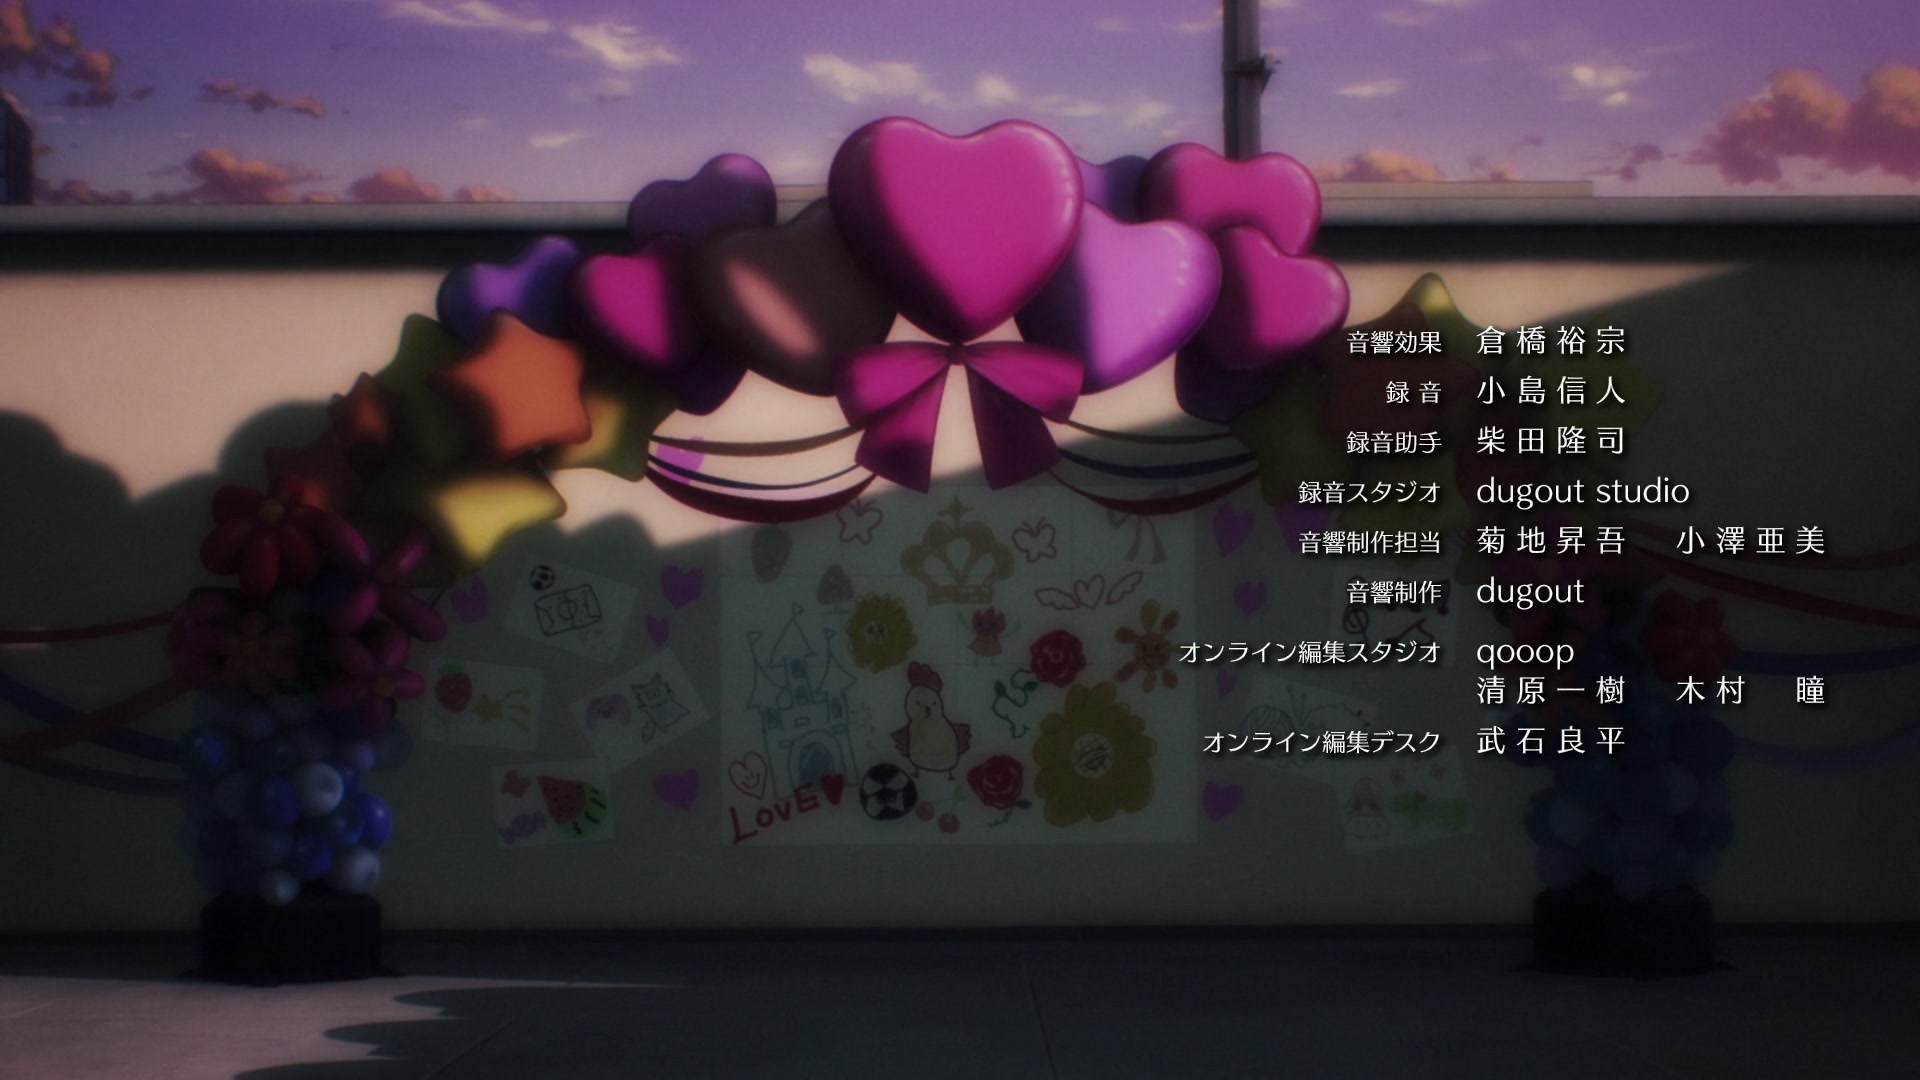 音響効果 倉橋裕宗
録音 小島信人
録音助手 柴田隆司
録音スタジオ dugout studio
音響制作担当 菊地昇吾 小澤亜美
音響制作 dugout
オンライン編集スタジオ qooop
清原一樹 木村 瞳
オンライン編集デスク 武石良平
LOVE